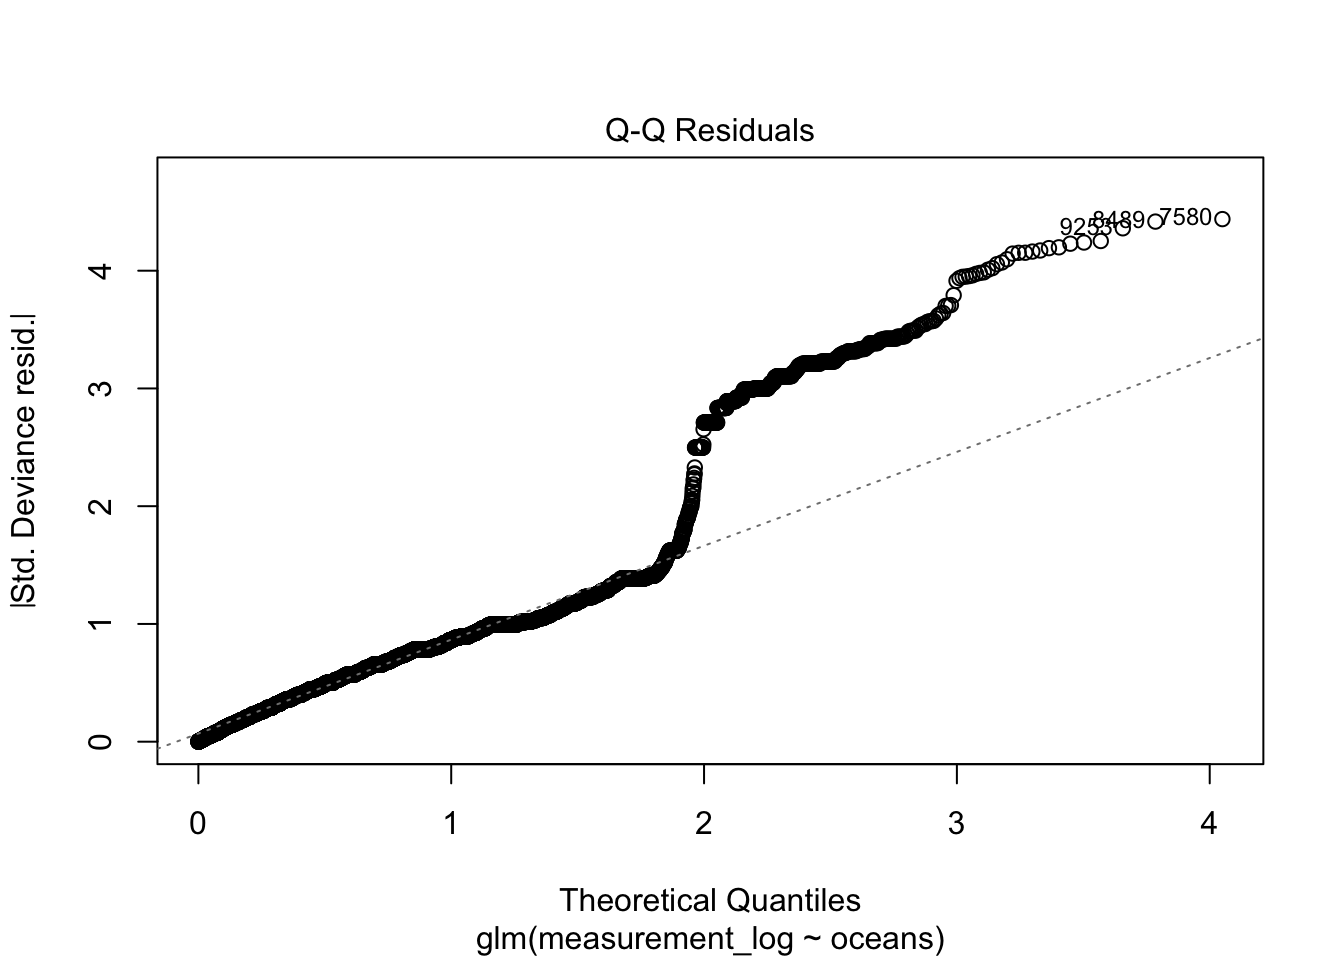 Q-Q Residuals
|Std. Deviance resid.|
4
3
2
1
0
9253 8489 7580
0 1 2 3 4
Theoretical Quantiles
glm(measurement_log ~ oceans)